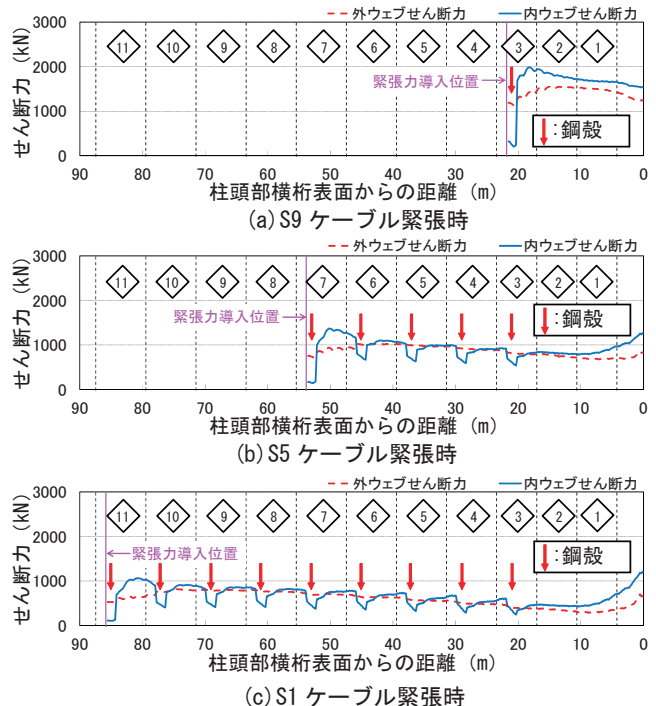 外ウェブせん断力 内ウェブせん断力
せん断力 (kN)
3000
2000
1000
0
11 10 9 8 7 6 5 4 3 2 1
緊張力導入位置
:鋼殻
90 80 70 60 50 40 30 20 10 0
柱頭部横桁表面からの距離 (m)
(a)S9 ケーブル緊張時
外ウェブせん断力 内ウェブせん断力
せん断力 (kN)
3000
2000
1000
0
11 10 9 8 7 6 5 4 3 2 1
緊張力導入位置
:鋼殻
90 80 70 60 50 40 30 20 10 0
柱頭部横桁表面からの距離 (m)
(b)S5 ケーブル緊張時
外ウェブせん断力 内ウェブせん断力
せん断力 (kN)
3000
2000
1000
0
11 10 9 8 7 6 5 4 3 2 1
緊張力導入位置
:鋼殻
90 80 70 60 50 40 30 20 10 0
柱頭部横桁表面からの距離 (m)
(c)S1 ケーブル緊張時